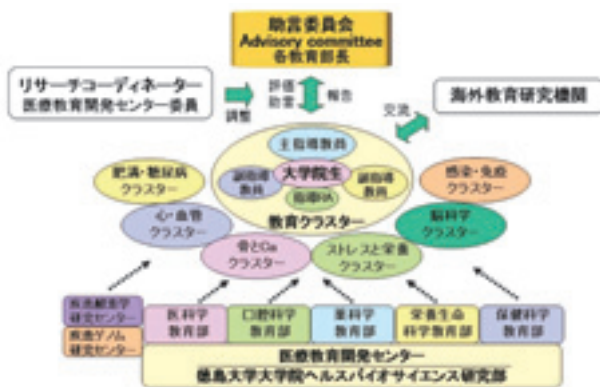 助言委員会
Advisory committee
各教育部長
リサーチコーディネーター
医療教育開発センター委員
調整
評価
助言
報告
交流
海外教育研究機関
主指導教員
副指導
教員
大学院生
副指導
教員
指導HA
教育クラスター
肥満・糖尿病
クラスター
感染・免疫
クラスター
心・血管
クラスター
脳科学
クラスター
骨とCa
クラスター
ストレスと栄養
クラスター
疾患酵素学
研究センター
疾患ゲノム
研究センター
医科学
教育部
口腔科学
教育部
薬科学
教育部
栄養生命
科学教育部
保健科学
教育部
医療教育開発センター
徳島大学大学院ヘルスバイオサイエンス研究部